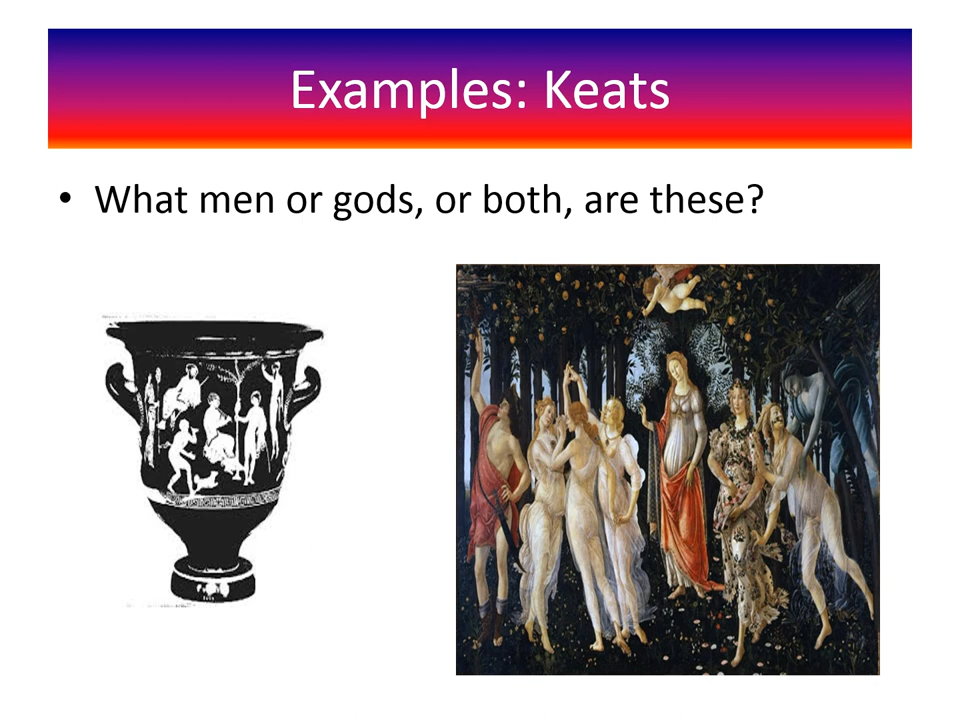 Examples: Keats
• What men or gods, or both, are these?